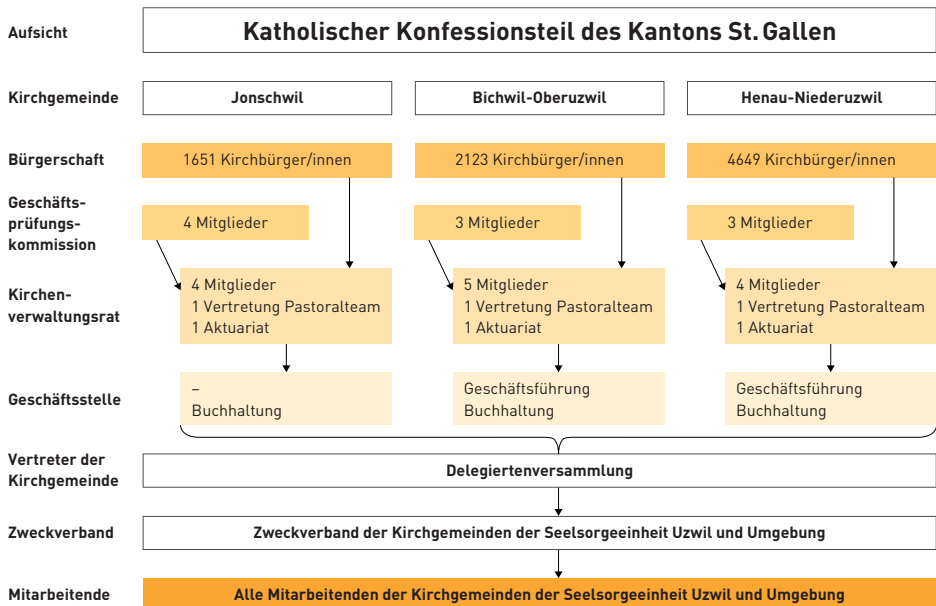 Aufsicht
Katholischer Konfessionsteil des Kantons St. Gallen
Kirchgemeinde
Jonschwil
Bichwil-Oberuzwil
Henau-Niederuzwil
Bürgerschaft
1651 Kirchbürger/innen
2123 Kirchbürger/innen
4649 Kirchbürger/innen
Geschäfts-
prüfungs-
kommission
4 Mitglieder
3 Mitglieder
3 Mitglieder
Kirchen-
verwaltungsrat
4 Mitglieder
1 Vertretung Pastoralteam
1 Aktuariat
5 Mitglieder
1 Vertretung Pastoralteam
1 Aktuariat
4 Mitglieder
1 Vertretung Pastoralteam
1 Aktuariat
Geschäftsstelle
–
Buchhaltung
Geschäftsführung
Buchhaltung
Geschäftsführung
Buchhaltung
Vertreter der
Kirchgemeinde
Delegiertenversammlung
Zweckverband
Zweckverband der Kirchgemeinden der Seelsorgeeinheit Uzwil und Umgebung
Mitarbeitende
Alle Mitarbeitenden der Kirchgemeinden der Seelsorgeeinheit Uzwil und Umgebung